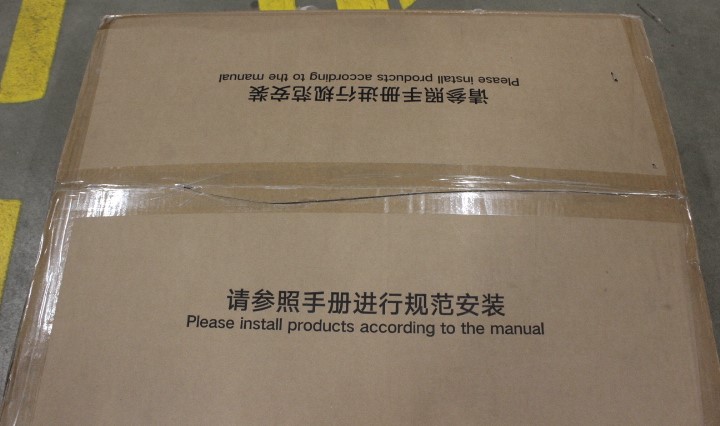 Please install products according to the manual
请参照手册进行规范安装
请参照手册进行规范安装
Please install products according to the manual